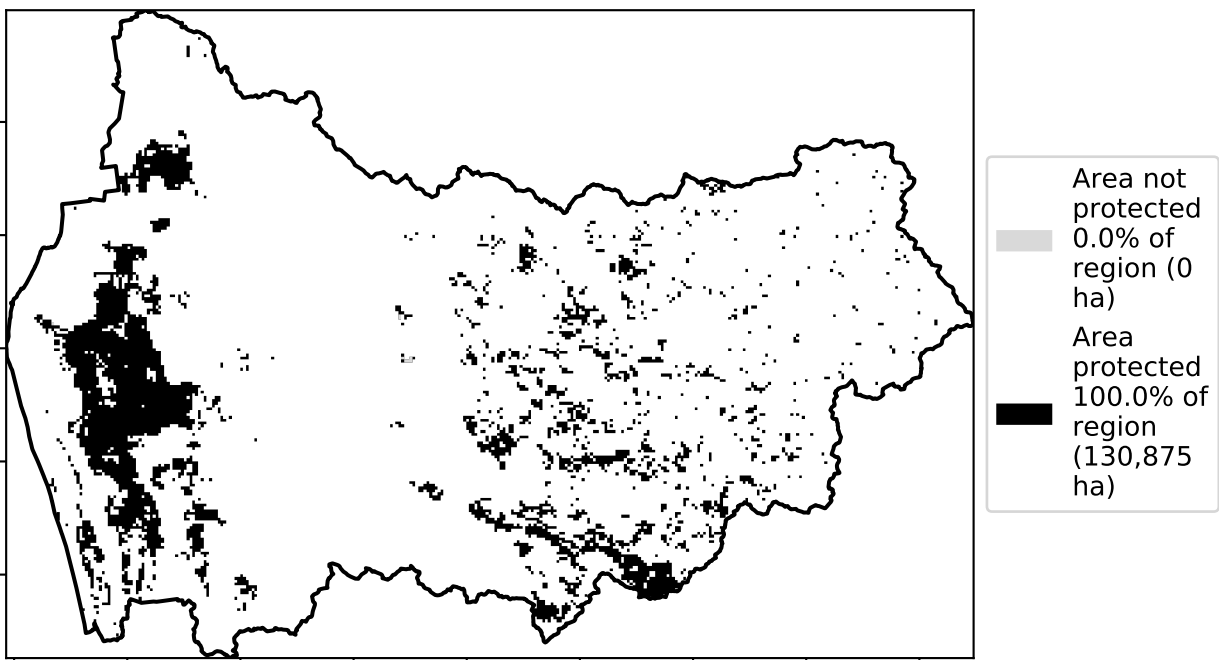 Area not
protected
0.0% of
region (0
ha)
Area
protected
100.0% of
region
(130,875
ha)